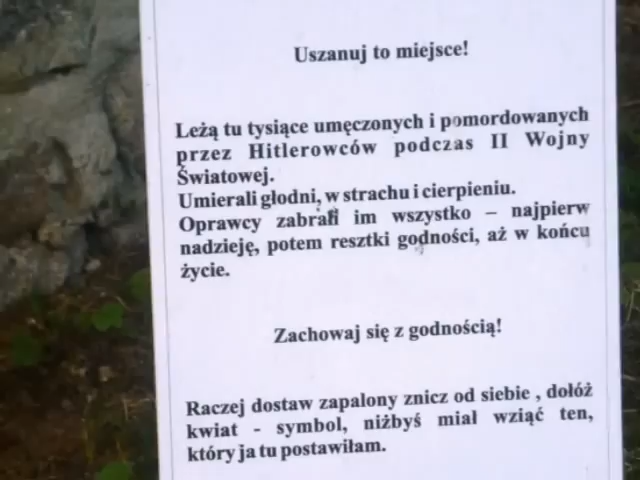 Uszanuj to miejsce!
Leżą tu tysiące umęczonych i pomordowanych
przez Hitlerowców podczas II Wojny
Światowej.
Umierali głodni, w strachu i cierpieniu.
Oprawcy zabrali im wszystko – najpierw
nadzieję, potem resztki godności, aż w końcu
życie.
Zachowaj się z godnością!
Raczej dostaw zapalony znicz od siebie , dołóż
kwiat - symbol, niżbyś miał wziąć ten,
który ja tu postawiłam.